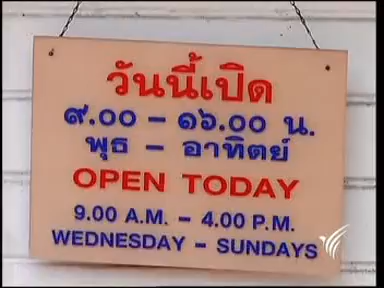 วันนี้เปิด
๙.๐๐ – ๑๖.๐๐ น.
พุธ – อาทิตย์
OPEN TODAY
9.00 A.M. – 4.00 P.M.
WEDNESDAY – SUNDAYS